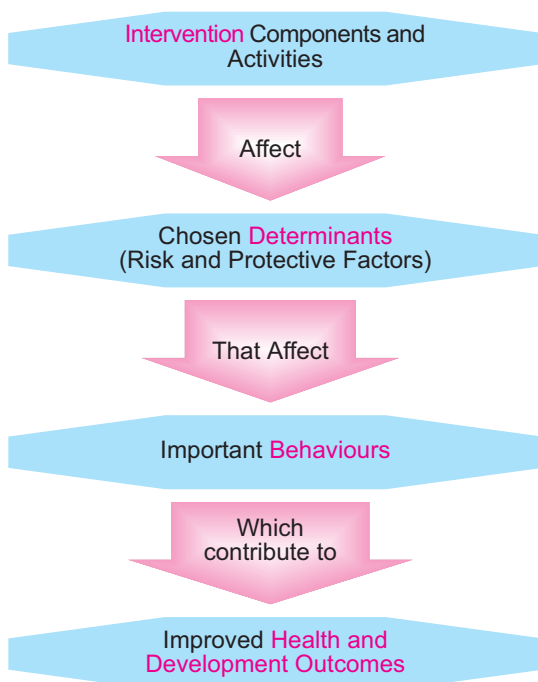 Intervention Components and
Activities
Affect
Chosen Determinants
(Risk and Protective Factors)
That Affect
Important Behaviours
Which
contribute to
Improved Health and
Development Outcomes